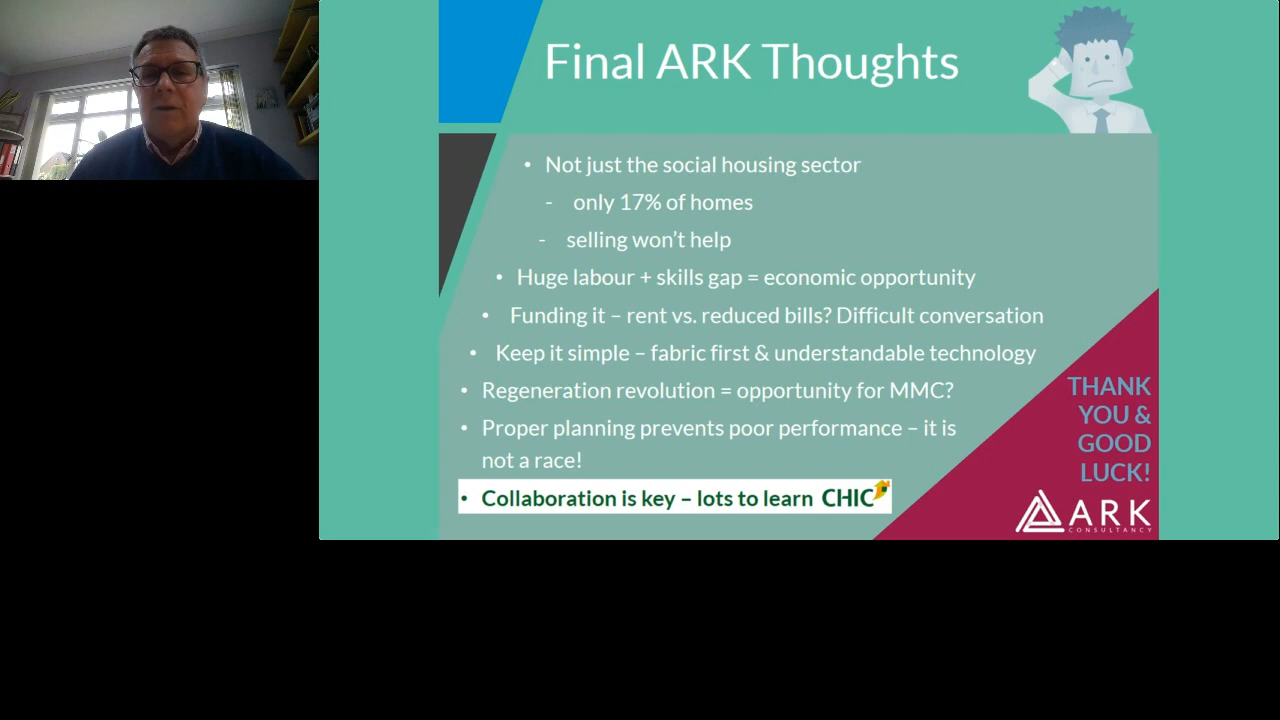 Final ARK Thoughts
• Not just the social housing sector
- only 17% of homes
- selling won't help
• Huge labour + skills gap = economic opportunity
• Funding it – rent vs. reduced bills? Difficult conversation
• Keep it simple – fabric first & understandable technology
• Regeneration revolution = opportunity for MMC?
• Proper planning prevents poor performance – it is
not a race!
• Collaboration is key – lots to learn CHIC
THANK
YOU &
GOOD
LUCK!
ARK
CONSULTANCY